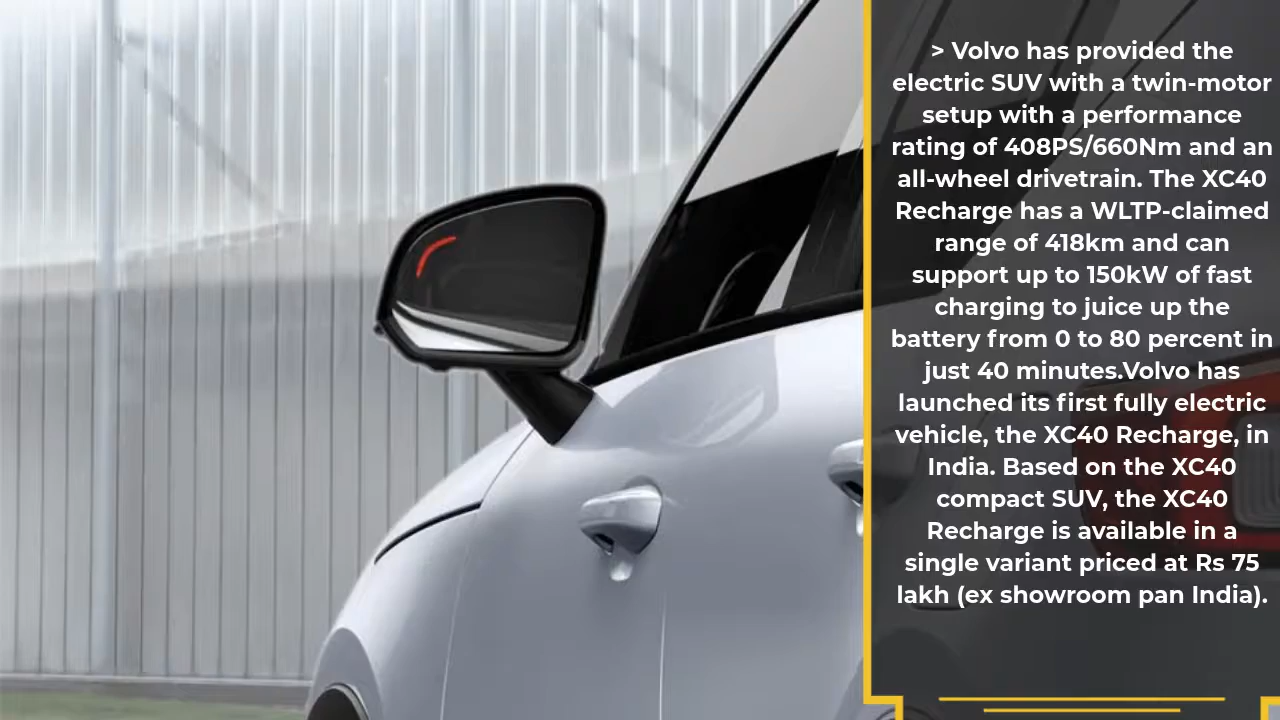 > Volvo has provided the
electric SUV with a twin-motor
setup with a performance
rating of 408PS/660Nm and an
all-wheel drivetrain. The XC40
Recharge has a WLTP-claimed
range of 418km and can
support up to 150kW of fast
charging to juice up the
battery from 0 to 80 percent in
just 40 minutes.Volvo has
launched its first fully electric
vehicle, the XC40 Recharge, in
India. Based on the XC40
compact SUV, the XC40
Recharge is available in a
single variant priced at Rs 75
lakh (ex showroom pan India).